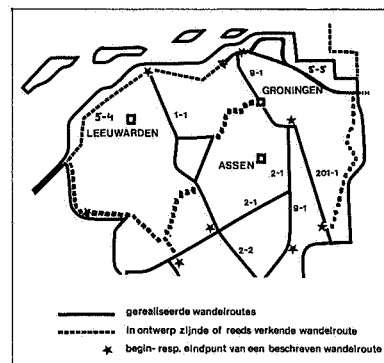 9-1
5-5
GRONINGEN
5-4
1-1
LEEUWARDEN
ASSEN
2-1
201-1
2-1
9-1
2-2
gerealiseerde wandelroutes
in ontwerp zijnde of reeds verkende wandelroute
begin- resp. eindpunt van een beschreven wandelroute